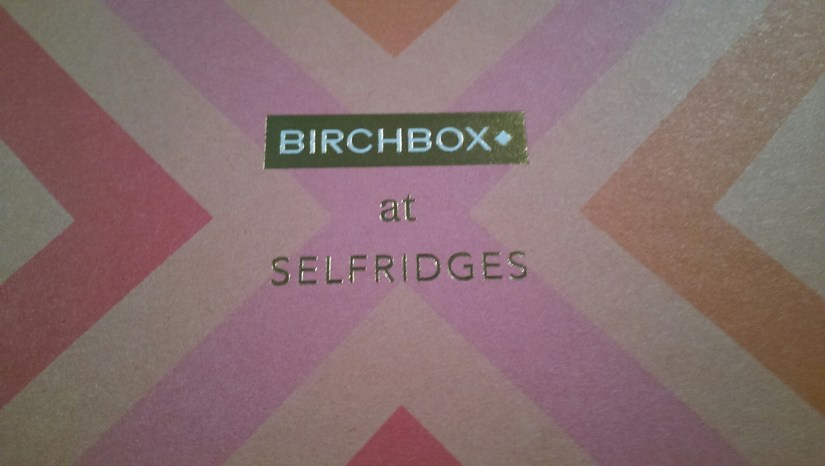 BIRCHBOX◆
at
SELFRIDGES